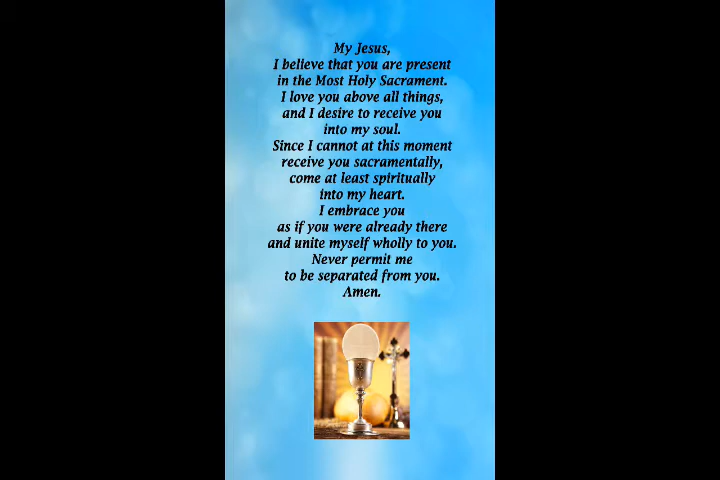 My Jesus,
I believe that you are present
in the Most Holy Sacrament.
I love you above all things,
and I desire to receive you
into my soul.
Since I cannot at this moment
receive you sacramentally,
come at least spiritually
into my heart.
I embrace you
as if you were already there
and unite myself wholly to you.
Never permit me
to be separated from you.
Amen.